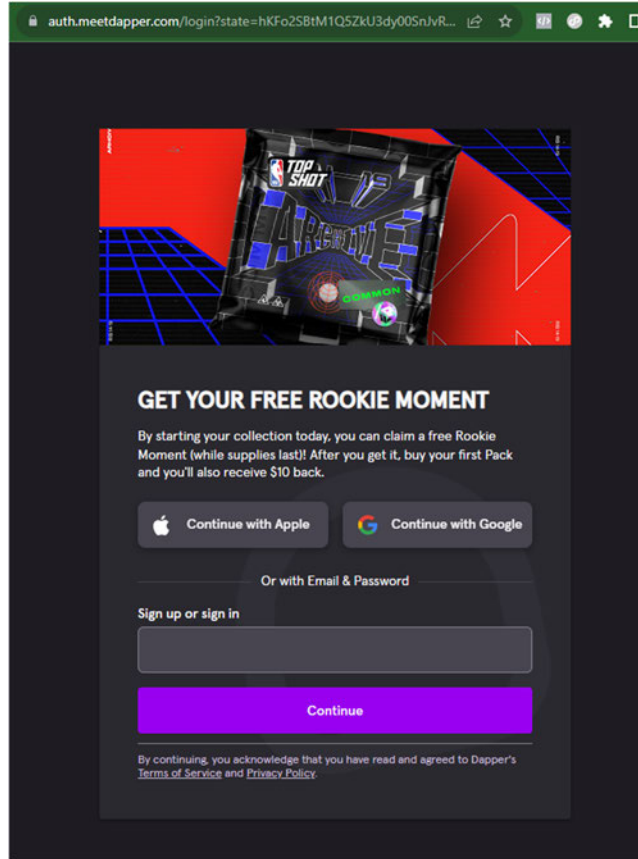 auth.meetdapper.com/login?state=hKFo2SBtM1Q5ZkU3dy00SnJvR...
TOP
SHOT
ARCHIVE
COMMON
GET YOUR FREE ROOKIE MOMENT
By starting your collection today, you can claim a free Rookie
Moment (while supplies last)! After you get it, buy your first Pack
and you'll also receive $10 back.
Continue with Apple
Continue with Google
Or with Email & Password
Sign up or sign in
Continue
By continuing, you acknowledge that you have read and agreed to Dapper's
Terms of Service and Privacy Policy.